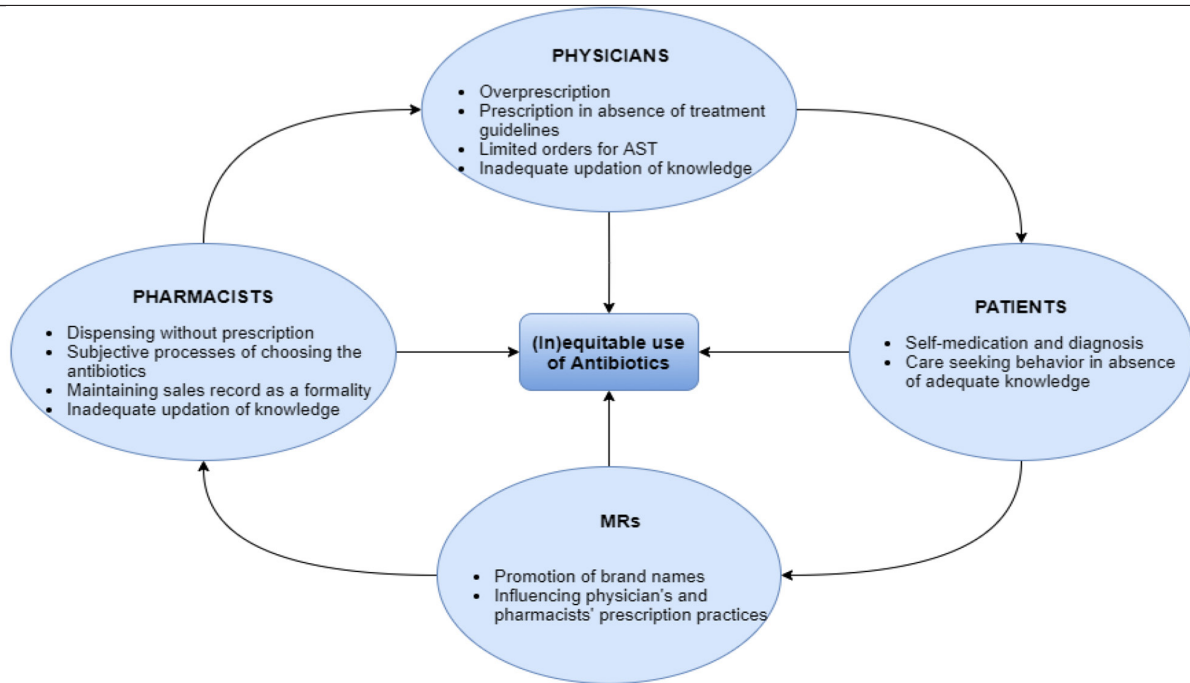 PHYSICIANS
• Overprescription
• Prescription in absence of treatment
guidelines
• Limited orders for AST
• Inadequate updation of knowledge
PHARMACISTS
• Dispensing without prescription
• Subjective processes of choosing the
antibiotics
• Maintaining sales record as a formality
• Inadequate updation of knowledge
(In)equitable use
of Antibiotics
PATIENTS
• Self-medication and diagnosis
• Care seeking behavior in absence
of adequate knowledge
MRs
• Promotion of brand names
• Influencing physician's and
pharmacists' prescription practices